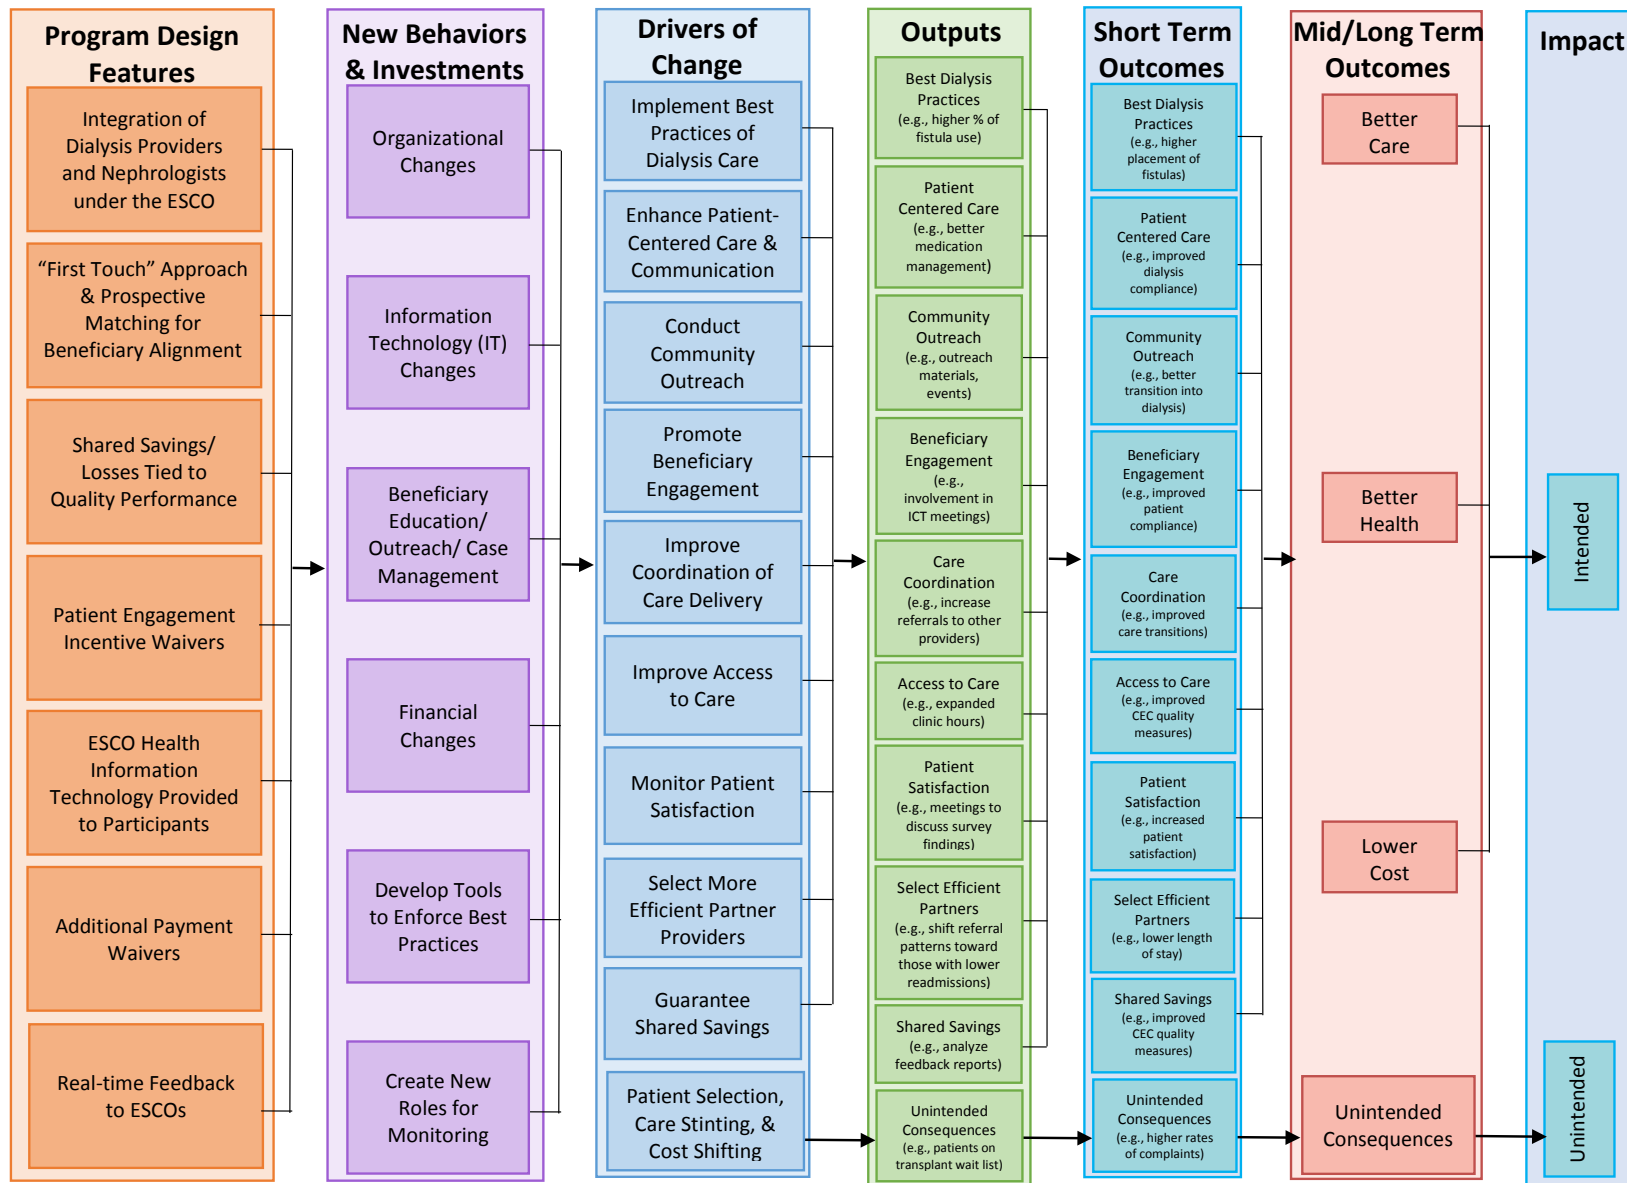 Program Design
Features
Integration of
Dialysis Providers
and Nephrologists
under the ESCO
“First Touch” Approach
& Prospective
Matching for
Beneficiary Alignment
Shared Savings/
Losses Tied to
Quality Performance
Patient Engagement
Incentive Waivers
ESCO Health
Information
Technology Provided
to Participants
Additional Payment
Waivers
Real-time Feedback
to ESCOs
New Behaviors
& Investments
Organizational
Changes
Information
Technology (IT)
Changes
Beneficiary
Education/
Outreach/ Case
Management
Financial
Changes
Develop Tools
to Enforce Best
Practices
Create New
Roles for
Monitoring
Drivers of
Change
Implement Best
Practices of
Dialysis Care
Enhance Patient-
Centered Care &
Communication
Conduct
Community
Outreach
Promote
Beneficiary
Engagement
Improve
Coordination of
Care Delivery
Improve Access
to Care
Monitor Patient
Satisfaction
Select More
Efficient Partner
Providers
Guarantee
Shared Savings
Patient Selection,
Care Stinting, &
Cost Shifting
Outputs
Best Dialysis
Practices
(e.g., higher % of
fistula use)
Patient
Centered Care
(e.g., better
medication
management)
Community
Outreach
(e.g., outreach
materials,
events)
Beneficiary
Engagement
(e.g.,
involvement in
ICT meetings)
Care
Coordination
(e.g., increase
referrals to other
providers)
Access to Care
(e.g., expanded
clinic hours)
Patient
Satisfaction
(e.g., meetings to
discuss survey
findings)
Select Efficient
Partners
(e.g., shift referral
patterns toward
those with lower
readmissions)
Shared Savings
(e.g., analyze
feedback reports)
Unintended
Consequences
(e.g., patients on
transplant wait list)
Short Term
Outcomes
Best Dialysis
Practices
(e.g., higher
placement of
fistulas)
Patient
Centered Care
(e.g., improved
dialysis
compliance)
Community
Outreach
(e.g., better
transition into
dialysis)
Beneficiary
Engagement
(e.g., improved
patient
compliance)
Care
Coordination
(e.g., improved
care transitions)
Access to Care
(e.g., improved
CEC quality
measures)
Patient
Satisfaction
(e.g., increased
patient
satisfaction)
Select Efficient
Partners
(e.g., lower length
of stay)
Shared Savings
(e.g., improved
CEC quality
measures)
Unintended
Consequences
(e.g., higher rates
of complaints)
Mid/Long Term
Outcomes
Better
Care
Better
Health
Lower
Cost
Unintended
Consequences
Impact
Intended
Unintended